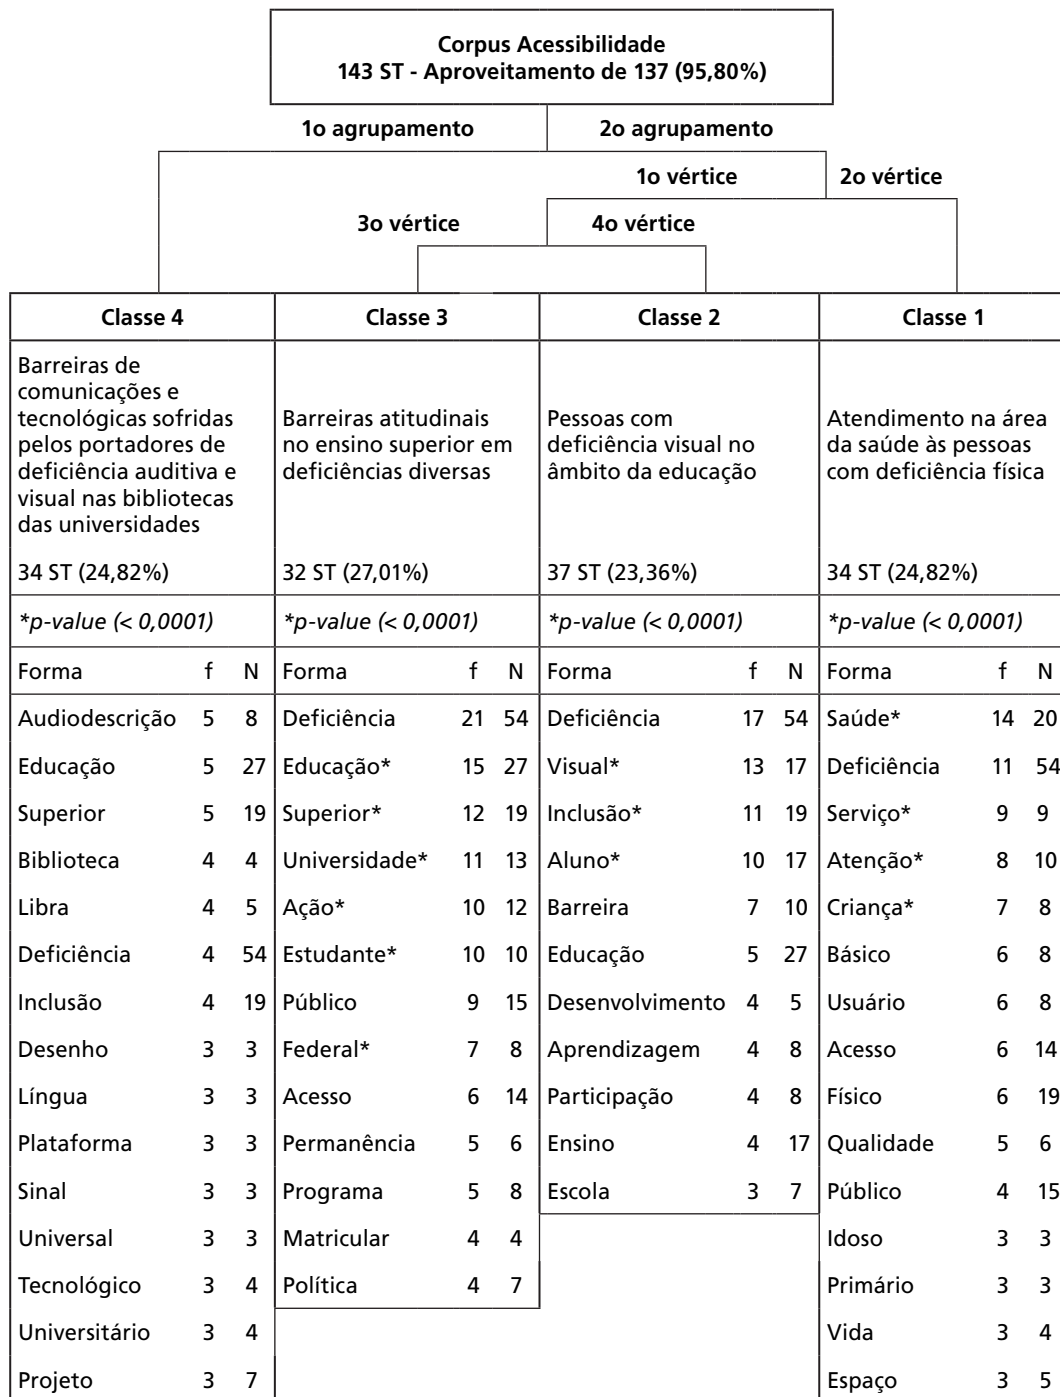 Corpus Acessibilidade
143 ST - Aproveitamento de 137 (95,80%)
1o agrupamento
2o agrupamento
1o vértice
2o vértice
3o vértice
4o vértice
Classe 4 Classe 3 Classe 2 Classe 1
Barreiras de
comunicações e
tecnológicas sofridas
pelos portadores de
deficiência auditiva e
visual nas bibliotecas
das universidades
Barreiras atitudinais
no ensino superior em
deficiências diversas
Pessoas com
deficiência visual no
âmbito da educação
Atendimento na área
da saúde às pessoas
com deficiência física
34 ST (24,82%) 32 ST (27,01%) 37 ST (23,36%) 34 ST (24,82%)
*p-value (< 0,0001) *p-value (< 0,0001) *p-value (< 0,0001) *p-value (< 0,0001)
Forma f N Forma f N Forma f N Forma f N
Audiodescrição 5 8 Deficiência 21 54 Deficiência 17 54 Saúde* 14 20
Educação 5 27 Educação* 15 27 Visual* 13 17 Deficiência 11 54
Superior 5 19 Superior* 12 19 Inclusão* 11 19 Serviço* 9 9
Biblioteca 4 4 Universidade* 11 13 Aluno* 10 17 Atenção* 8 10
Libra 4 5 Ação* 10 12 Barreira 7 10 Criança* 7 8
Deficiência 4 54 Estudante* 10 10 Educação 5 27 Básico 6 8
Inclusão 4 19 Público 9 15 Desenvolvimento 4 5 Usuário 6 8
Desenho 3 3 Federal* 7 8 Aprendizagem 4 8 Acesso 6 14
Língua 3 3 Acesso 6 14 Participação 4 8 Físico 6 19
Plataforma 3 3 Permanência 5 6 Ensino 4 17 Qualidade 5 6
Sinal 3 3 Programa 5 8 Escola 3 7 Público 4 15
Universal 3 3 Matricular 4 4 Idoso 3 3
Tecnológico 3 4 Política 4 7 Primário 3 3
Universitário 3 4 Vida 3 4
Projeto 3 7 Espaço 3 5